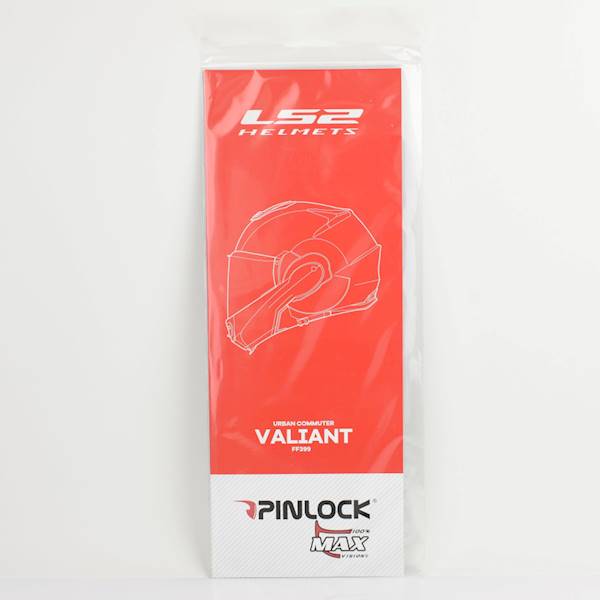 LS2
HELMETS
URBAN COMMUTER
VALIANT
FF399
PINLOCK®
100%
MAX
VISION